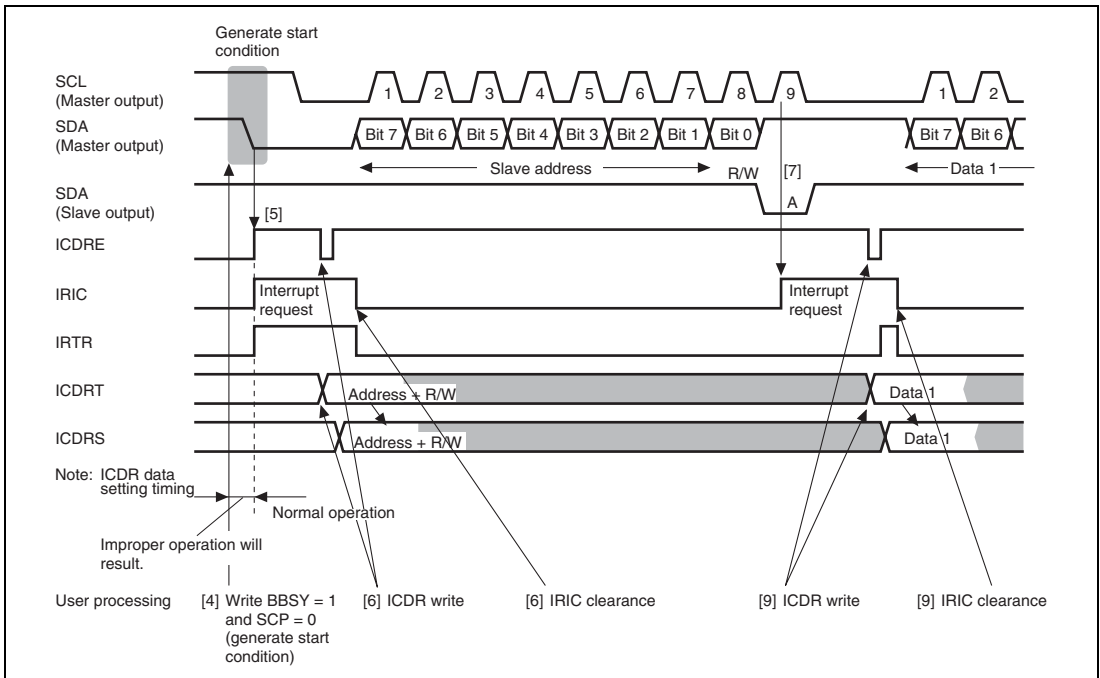 Generate start
condition
SCL
(Master output)
1 2 3 4 5 6 7 8 9 1 2
SDA
(Master output)
Bit 7 Bit 6 Bit 5 Bit 4 Bit 3 Bit 2 Bit 1 Bit 0 Bit 7 Bit 6
Slave address R/W [7] Data 1
SDA
(Slave output)
A
[5]
ICDRE
IRIC
Interrupt
request
Interrupt
request
IRTR
ICDRT
Address + R/W Data 1
ICDRS
Address + R/W Data 1
Note: ICDR data
setting timing
Normal operation
Improper operation will
result.
User processing [4] Write BBSY = 1
and SCP = 0
(generate start
condition)
[6] ICDR write [6] IRIC clearance [9] ICDR write [9] IRIC clearance